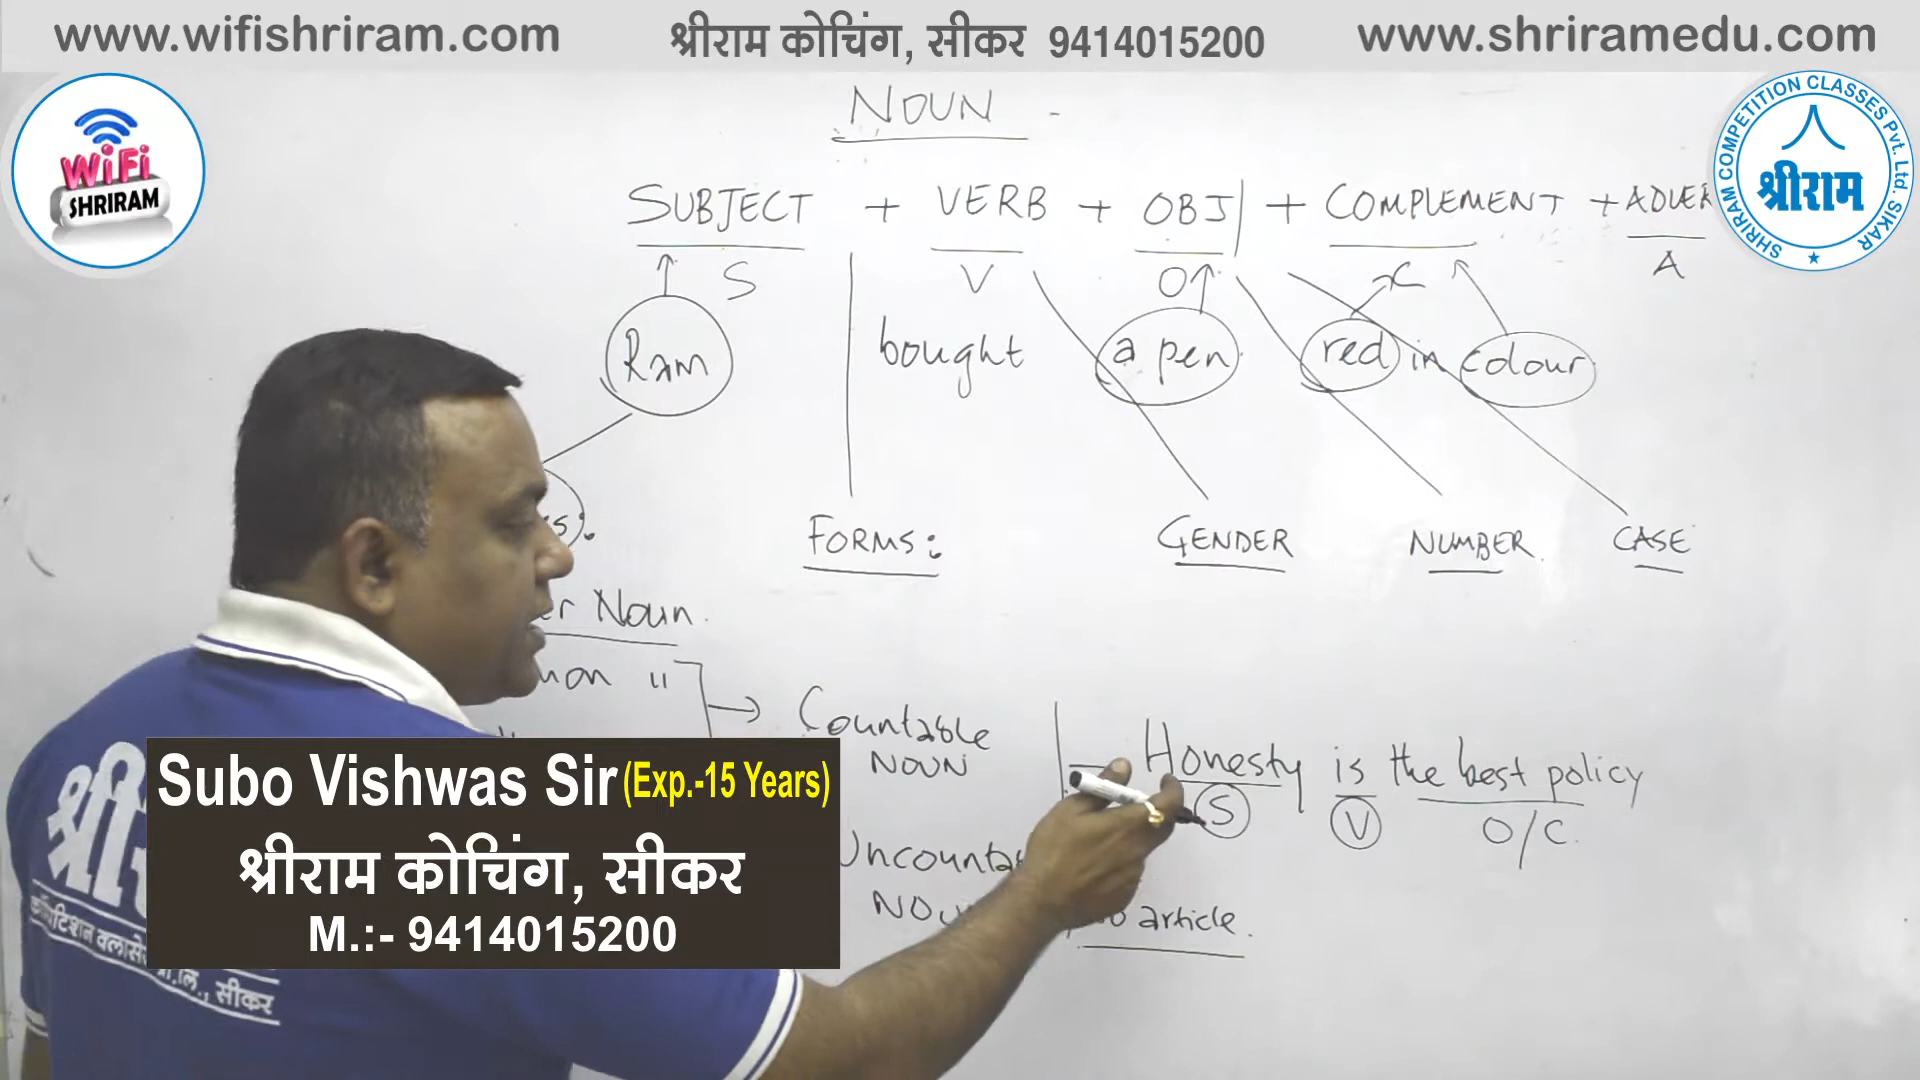 www.wifishriram.com
श्रीराम कोचिंग, सीकर 9414015200
www.shriramedu.com
WiFi
SHRIRAM
SHRIRAM COMPETITION CLASSES Pvt. Ltd. SIKAR
श्रीराम
NOUN
SUBJECT + VERB + OBJ + COMPLEMENT + ADVER
S V O C A
Ram bought a pen red in colour
FORMS: GENDER NUMBER CASE
Noun.
Countable
NOUN
Honesty is the best policy
S V O/C.
article.
Subo Vishwas Sir (Exp.-15 Years)
श्रीराम कोचिंग, सीकर
M.:- 9414015200
सीकर